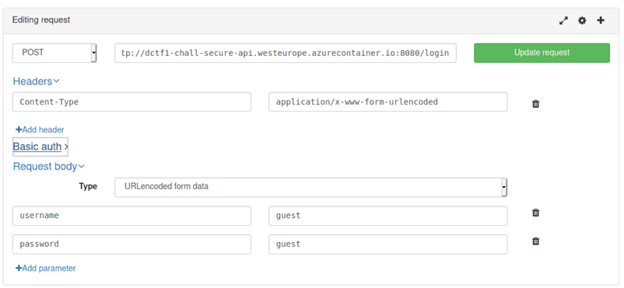 Editing request
POST tp://dctf1-chall-secure-api.westeurope.azurecontainer.io:8080/login Update request
Headers
Content-Type application/x-www-form-urlencoded
Add header
Basic auth
Request body
Type URLencoded form data
username guest
password guest
Add parameter